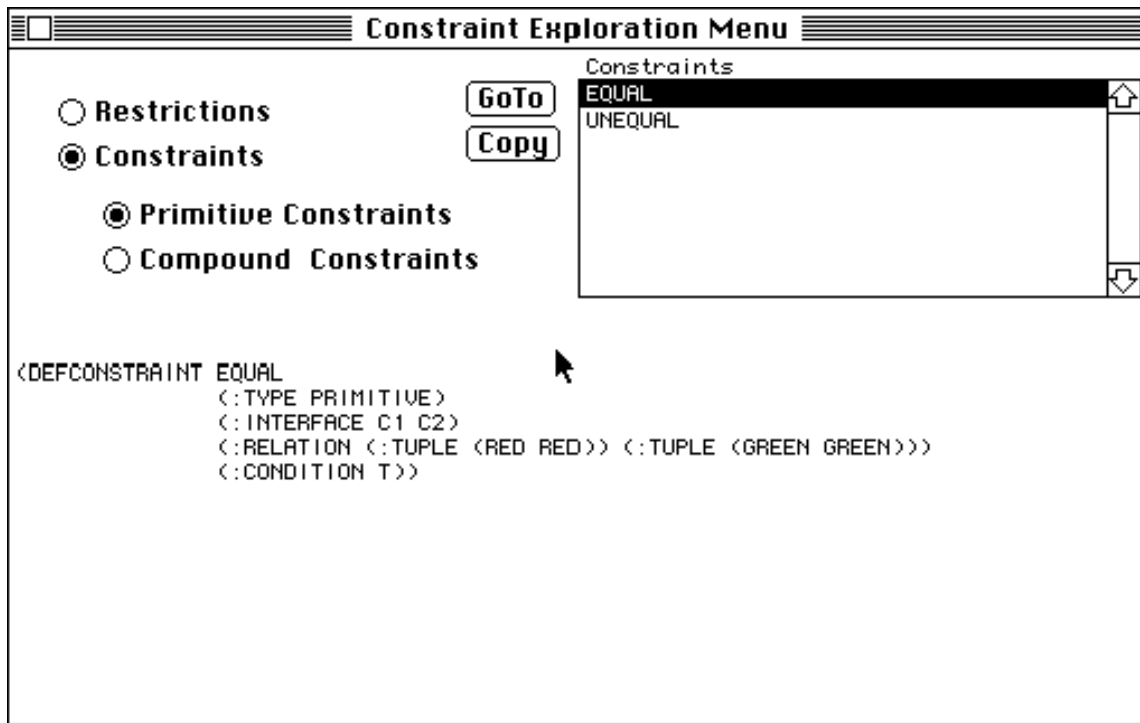 Constraint Exploration Menu
Restrictions
Constraints
Primitive Constraints
Compound Constraints
GoTo
Copy
Constraints
EQUAL
UNEQUAL
(DEFCONSTRAINT EQUAL
(:TYPE PRIMITIVE)
(:INTERFACE C1 C2)
(:RELATION (:TUPLE (RED RED)) (:TUPLE (GREEN GREEN)))
(:CONDITION T))